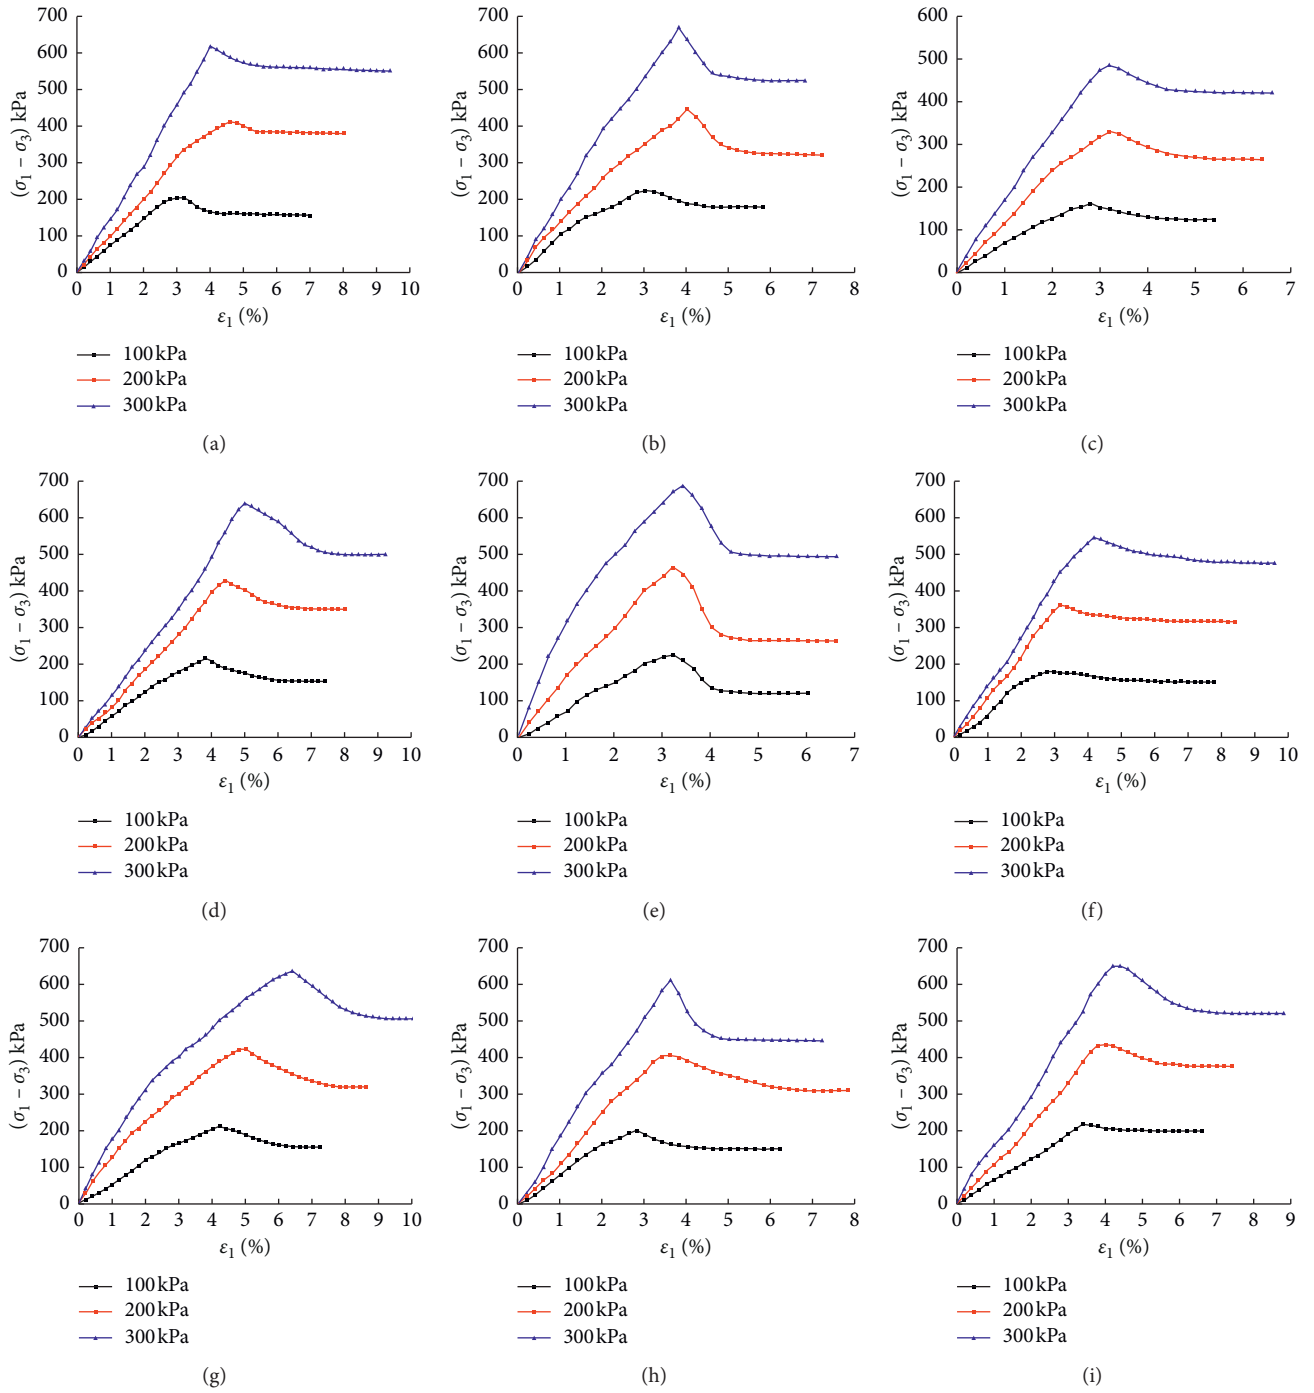 700
600
500
400
300
200
100
0
(σ1 – σ3) kPa
0 1 2 3 4 5 6 7 8 9 10
ε1 (%)
100 kPa
200 kPa
300 kPa
(a)
700
600
500
400
300
200
100
0
(σ1 – σ3) kPa
0 1 2 3 4 5 6 7 8
ε1 (%)
100 kPa
200 kPa
300 kPa
(b)
600
500
400
300
200
100
0
(σ1 – σ3) kPa
0 1 2 3 4 5 6 7
ε1 (%)
100 kPa
200 kPa
300 kPa
(c)
700
600
500
400
300
200
100
0
(σ1 – σ3) kPa
0 1 2 3 4 5 6 7 8 9 10
ε1 (%)
100 kPa
200 kPa
300 kPa
(d)
700
600
500
400
300
200
100
0
(σ1 – σ3) kPa
0 1 2 3 4 5 6 7
ε1 (%)
100 kPa
200 kPa
300 kPa
(e)
700
600
500
400
300
200
100
0
(σ1 – σ3) kPa
0 1 2 3 4 5 6 7 8 9 10
ε1 (%)
100 kPa
200 kPa
300 kPa
(f)
700
600
500
400
300
200
100
0
(σ1 – σ3) kPa
0 1 2 3 4 5 6 7 8 9 10
ε1 (%)
100 kPa
200 kPa
300 kPa
(g)
700
600
500
400
300
200
100
0
(σ1 – σ3) kPa
0 1 2 3 4 5 6 7 8
ε1 (%)
100 kPa
200 kPa
300 kPa
(h)
700
600
500
400
300
200
100
0
(σ1 – σ3) kPa
0 1 2 3 4 5 6 7 8 9
ε1 (%)
100 kPa
200 kPa
300 kPa
(i)